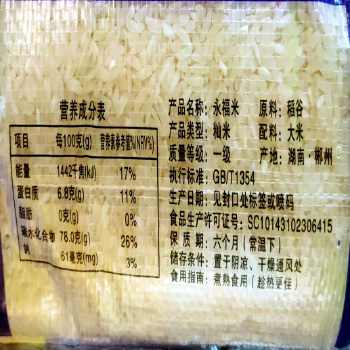 营养成分表
项目 每100克(g) 营养素参考值%(NRV%)
能量 1442千焦(kJ) 17%
蛋白质 6.8克(g) 11%
脂肪 0克(g) 0%
碳水化合物 78.0克(g) 26%
61毫克(mg) 3%
产品名称：永福米 原料：稻谷
产品类型：籼米 配料：大米
质量等级：一级 产地：湖南·郴州
执行标准：GB/T1354
生产日期：见封口处标签或喷码
食品生产许可证号：SC10143102306415
保质期：六个月（常温下）
储存条件：置于阴凉、干燥通风处
食用指南：煮熟食用（趁热更佳）